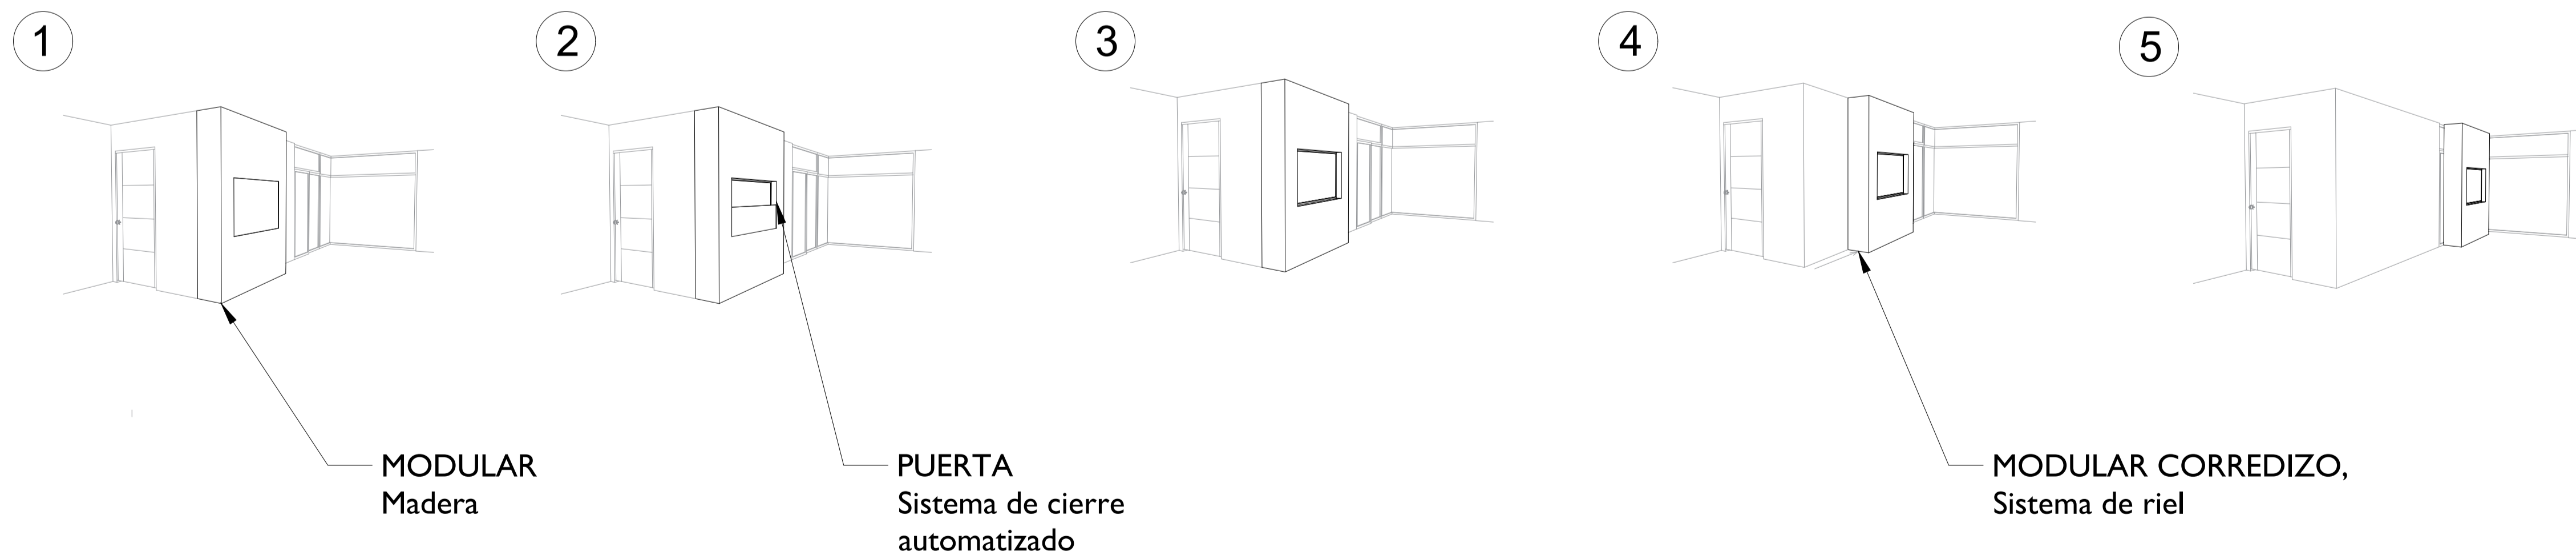 1
2
3
4
5
MODULAR
Madera
PUERTA
Sistema de cierre
automatizado
MODULAR CORREDIZO,
Sistema de riel